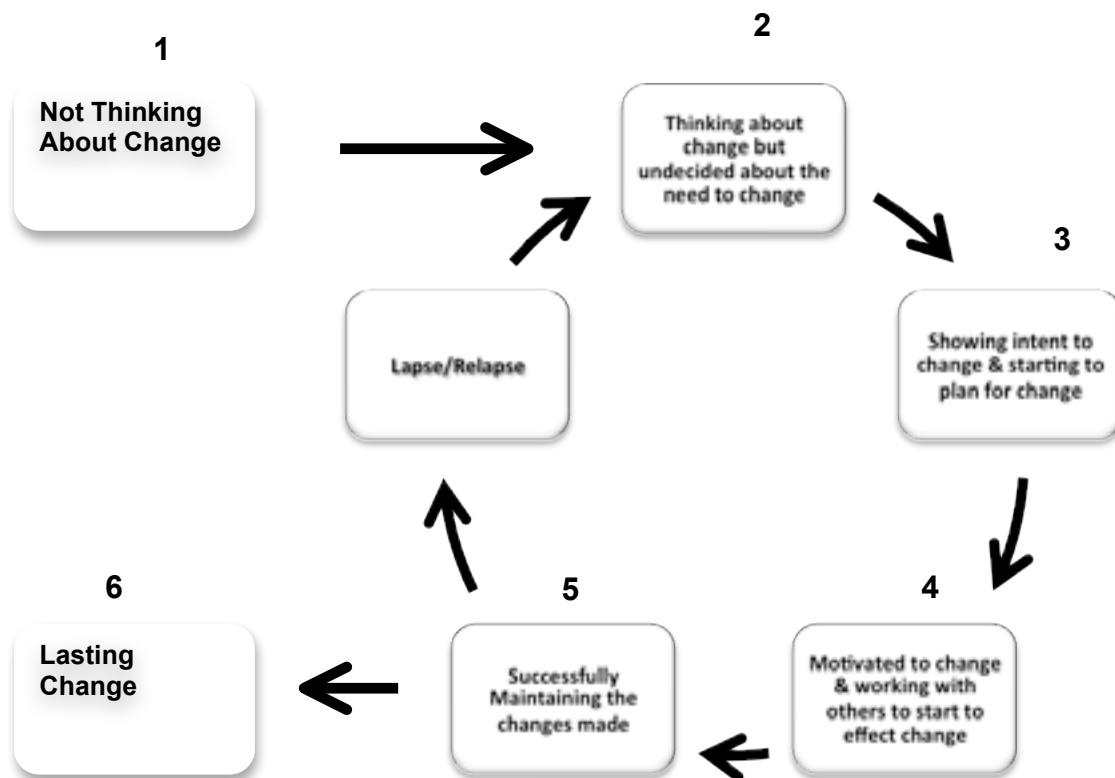 1
Not Thinking
About Change
2
Thinking about
change but
undecided about the
need to change
3
Showing intent to
change & starting to
plan for change
4
Motivated to change
& working with
others to start to
effect change
5
Successfully
Maintaining the
changes made
Lapse/Relapse
6
Lasting
Change